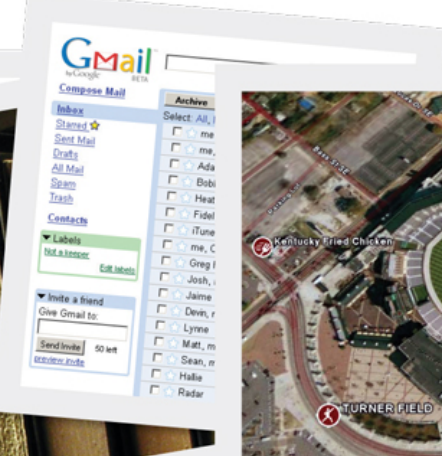 Gmail
by Google
BETA
Compose Mail
Inbox
Starred
Sent Mail
Drafts
All Mail
Spam
Trash
Contacts
Labels
Not a keeper
Edit labels
Invite a friend
Give Gmail to:
Send Invite 50 left
preview invite
Archive
Select: All,
me
me,
Ada
Bobi
Heat
Fidel
iTune
me, C
Greg
Josh,
Jaime
Devin, r
Lynne
Matt, m
Sean, m
Hallie
Radar
Kentucky Fried Chicken
TURNER FIELD